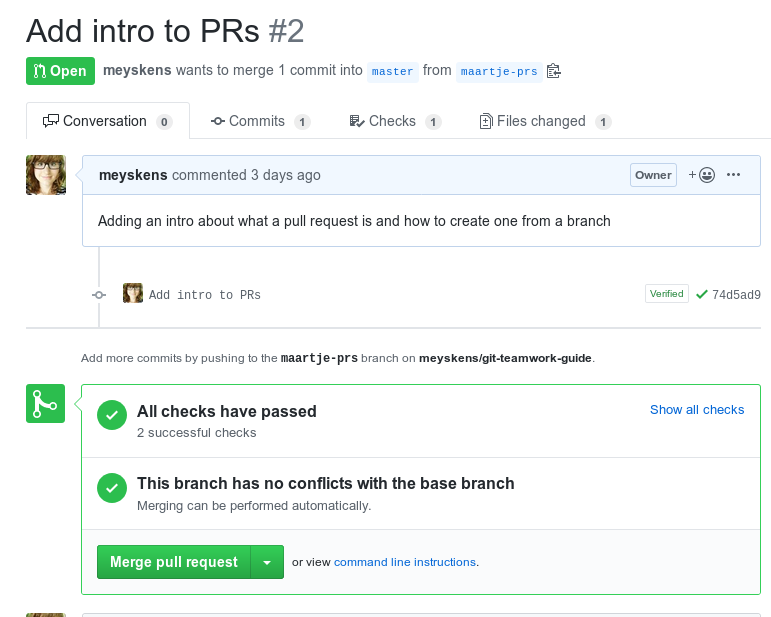 Add intro to PRs #2
Open meyskens wants to merge 1 commit into master from maartje-prs
Conversation 0 Commits 1 Checks 1 Files changed 1
meyskens commented 3 days ago Owner + ...
Adding an intro about what a pull request is and how to create one from a branch
Add intro to PRs Verified 74d5ad9
Add more commits by pushing to the maartje-prs branch on meyskens/git-teamwork-guide.
All checks have passed Show all checks
2 successful checks
This branch has no conflicts with the base branch
Merging can be performed automatically.
Merge pull request or view command line instructions.